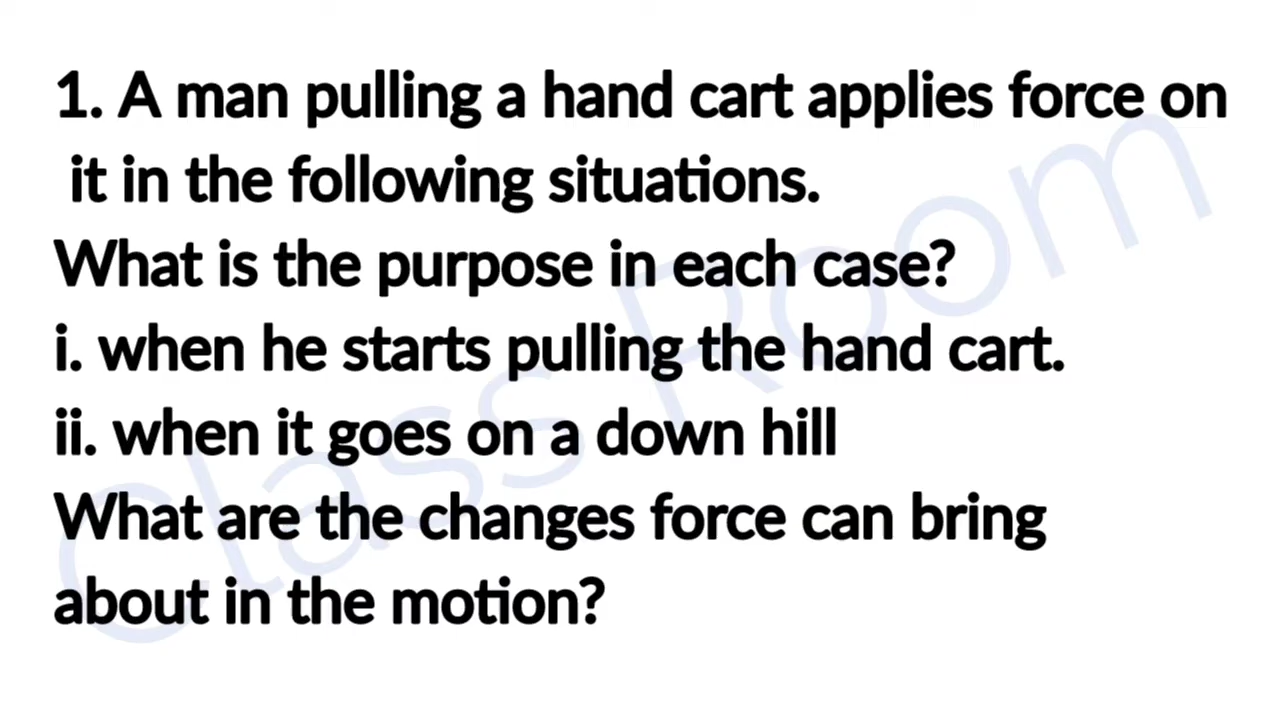 1. A man pulling a hand cart applies force on
it in the following situations.
What is the purpose in each case?
i. when he starts pulling the hand cart.
ii. when it goes on a down hill
What are the changes force can bring
about in the motion?
Class Room